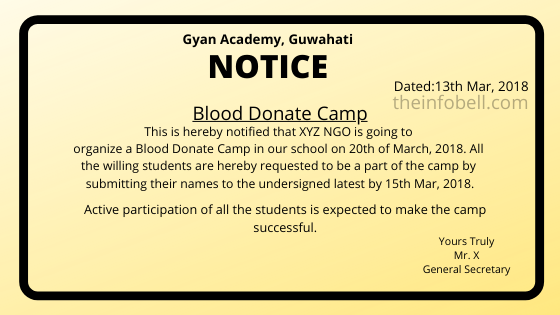 Gyan Academy, Guwahati
NOTICE
Dated:13th Mar, 2018
theinfobell.com
Blood Donate Camp
This is hereby notified that XYZ NGO is going to
organize a Blood Donate Camp in our school on 20th of March, 2018. All
the willing students are hereby requested to be a part of the camp by
submitting their names to the undersigned latest by 15th Mar, 2018.
Active participation of all the students is expected to make the camp
successful.
Yours Truly
Mr. X
General Secretary